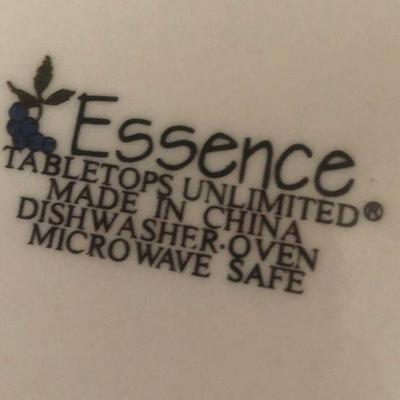 Essence
TABLETOPS UNLIMITED®
MADE IN CHINA
DISHWASHER·OVEN
MICROWAVE SAFE